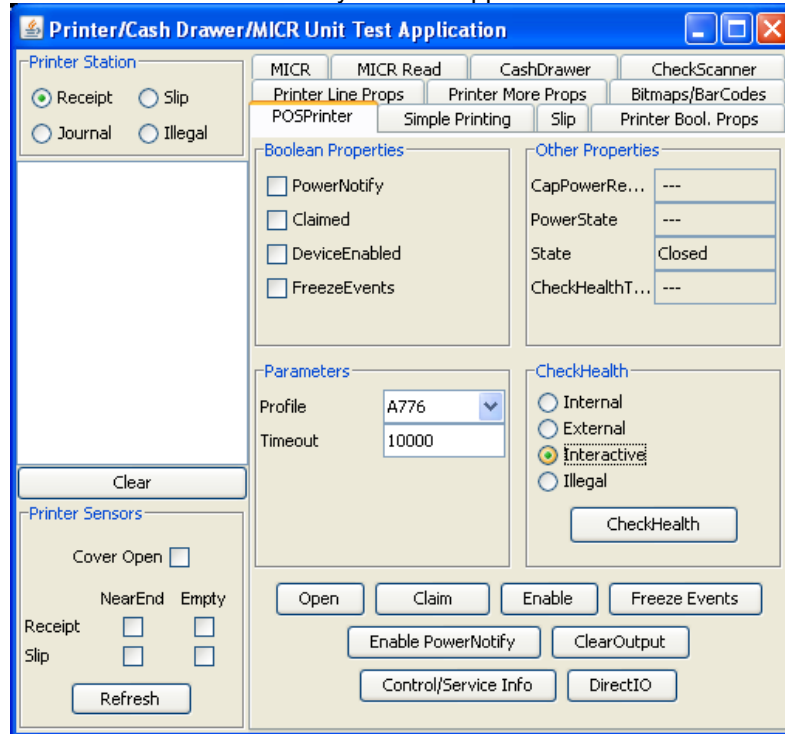 Printer/Cash Drawer/MICR Unit Test Application
Printer Station
Receipt Slip
Journal Illegal
Clear
Printer Sensors
Cover Open
NearEnd Empty
Receipt
Slip
Refresh
MICR MICR Read CashDrawer CheckScanner
Printer Line Props Printer More Props Bitmaps/BarCodes
POSPrinter Simple Printing Slip Printer Bool. Props
Boolean Properties
PowerNotify
Claimed
DeviceEnabled
FreezeEvents
Other Properties
CapPowerRe... ---
PowerState ---
State Closed
CheckHealthT... ---
Parameters
Profile A776
Timeout 10000
CheckHealth
Internal
External
Interactive
Illegal
CheckHealth
Open Claim Enable Freeze Events
Enable PowerNotify ClearOutput
Control/Service Info DirectIO